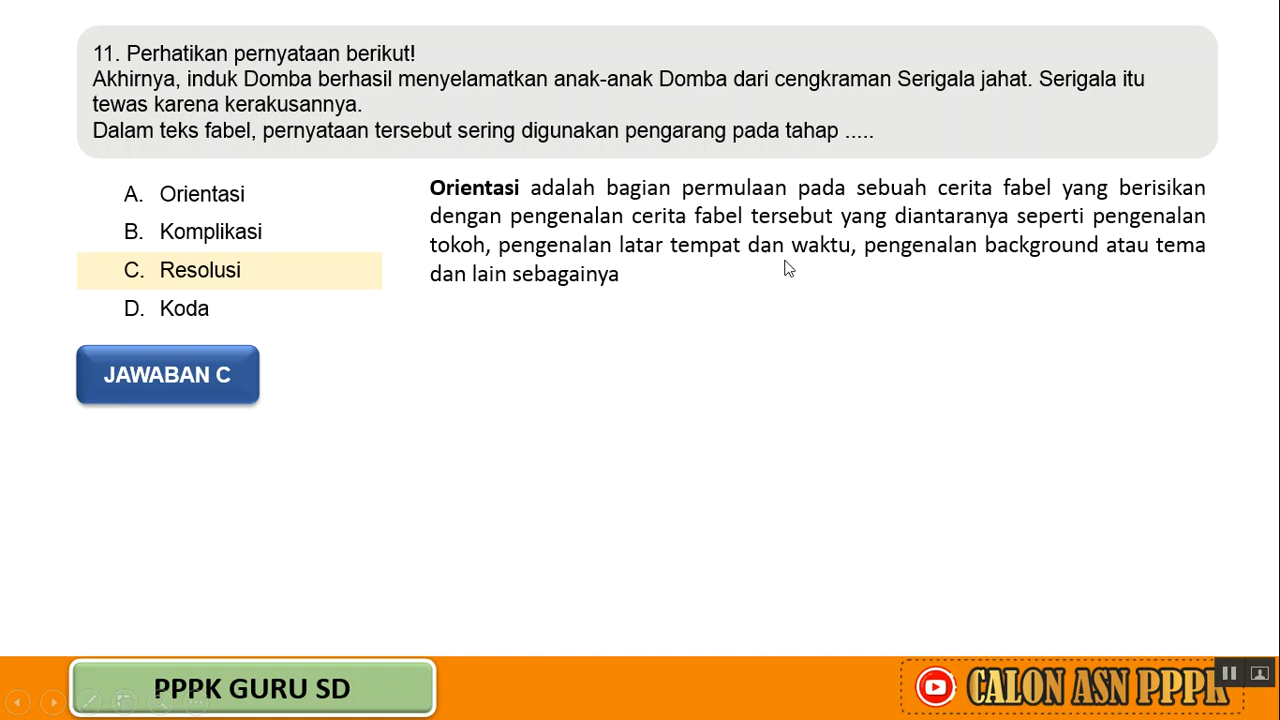 11. Perhatikan pernyataan berikut!
Akhirnya, induk Domba berhasil menyelamatkan anak-anak Domba dari cengkraman Serigala jahat. Serigala itu
tewas karena kerakusannya.
Dalam teks fabel, pernyataan tersebut sering digunakan pengarang pada tahap .....
A. Orientasi
B. Komplikasi
C. Resolusi
D. Koda
JAWABAN C
Orientasi adalah bagian permulaan pada sebuah cerita fabel yang berisikan
dengan pengenalan cerita fabel tersebut yang diantaranya seperti pengenalan
tokoh, pengenalan latar tempat dan waktu, pengenalan background atau tema
dan lain sebagainya
PPPK GURU SD
CALON ASN PPPK